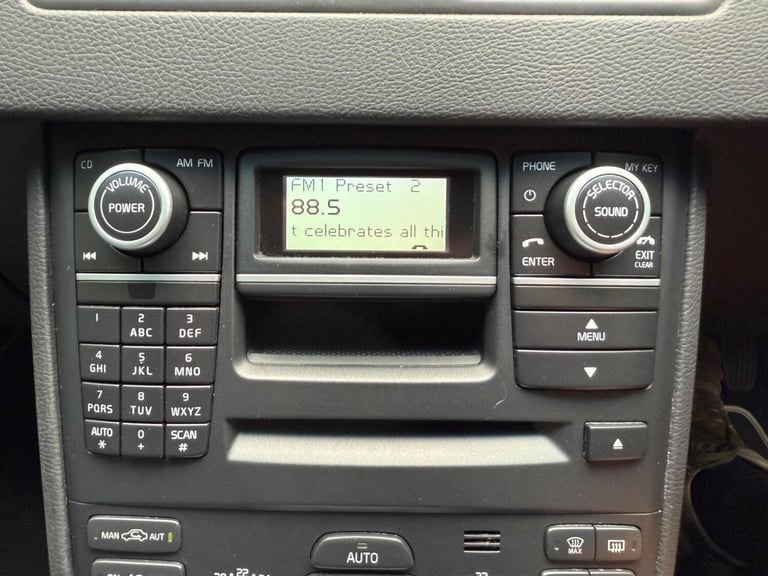 CD
AM FM
VOLUME
POWER
FM1 Preset 2
88.5
t celebrates all thi
PHONE
MY KEY
SELECTOR
SOUND
ENTER
EXIT
CLEAR
MENU
1
2
ABC
3
DEF
4
GHI
5
JKL
6
MNO
7
PQRS
8
TUV
9
WXYZ
AUTO
*
0
+
SCAN
#
MAN
AUT
AUTO
MAX
22